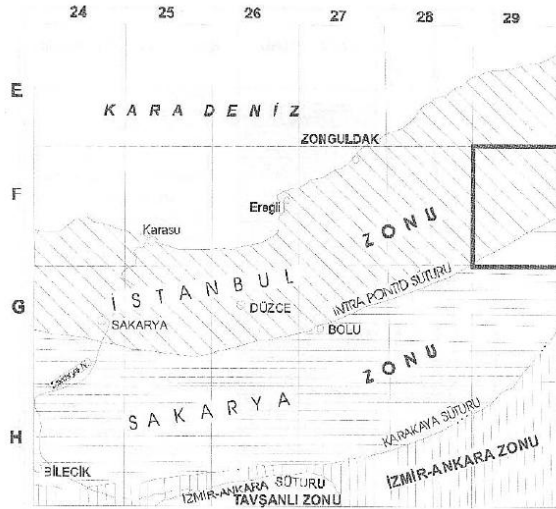 24 25 26 27 28 29
E
KARA DENİZ
ZONGULDAK
F
Ereğli
Karasu
ZONU
İSTANBUL
INTRA PONTİD SÜTURU
G
DÜZCE
SAKARYA
BOLU
ZONU
SAKARYA
KARAKAYA SÜTURU
H
BİLECİK
İZMİR-ANKARA SÜTURU
İZMİR-ANKARA ZONU
TAVŞANLI ZONU